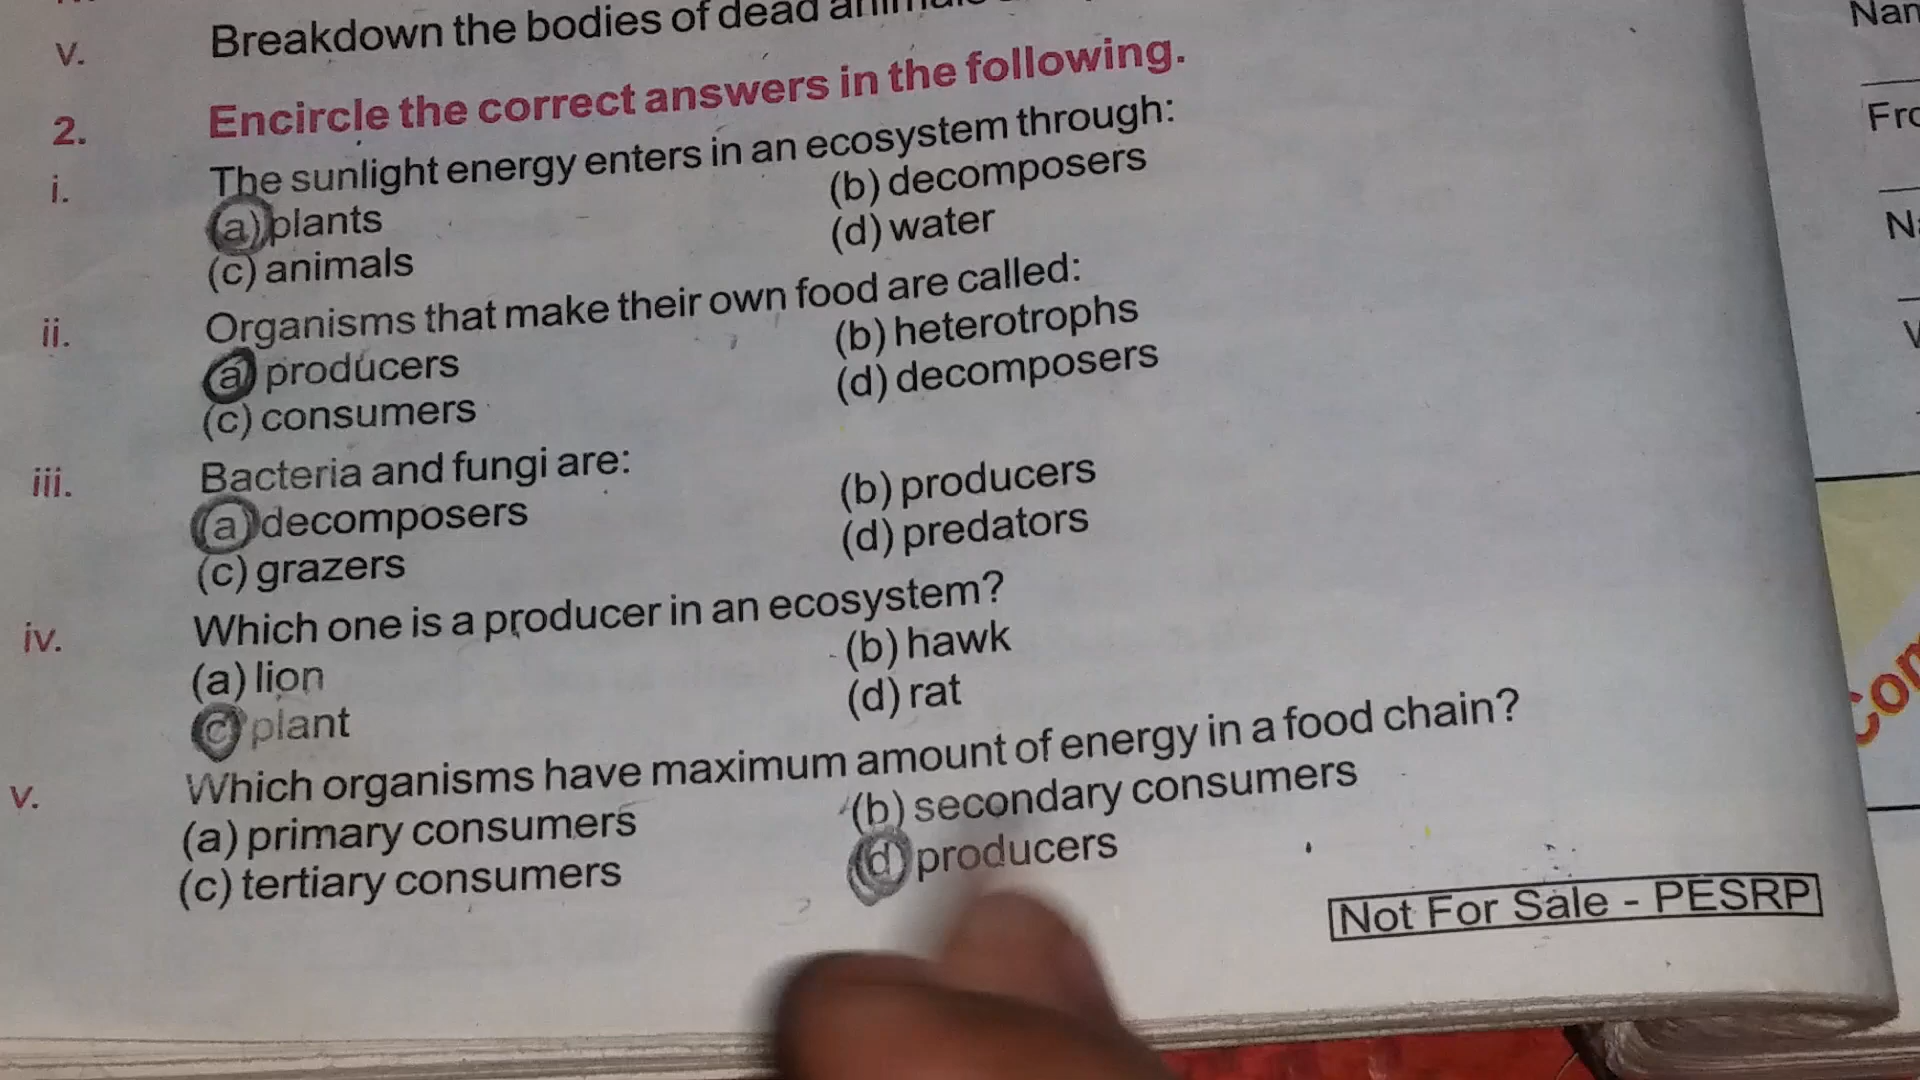 v. Breakdown the bodies of dead
2. Encircle the correct answers in the following.
i. The sunlight energy enters in an ecosystem through:
(a) plants (b) decomposers
(c) animals (d) water
ii. Organisms that make their own food are called:
(a) producers (b) heterotrophs
(c) consumers (d) decomposers
iii. Bacteria and fungi are:
(a) decomposers (b) producers
(c) grazers (d) predators
iv. Which one is a producer in an ecosystem?
(a) lion (b) hawk
(c) plant (d) rat
v. Which organisms have maximum amount of energy in a food chain?
(a) primary consumers (b) secondary consumers
(c) tertiary consumers (d) producers
Not For Sale - PESRP